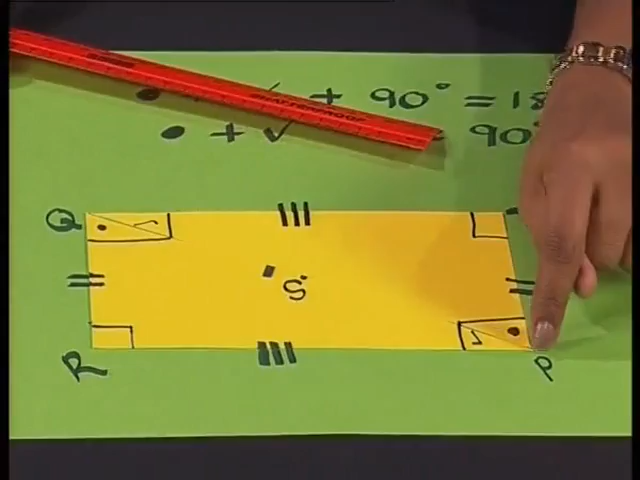 • + ✓ + 90° = 18
• + ✓ 90°
Q
S
R
P